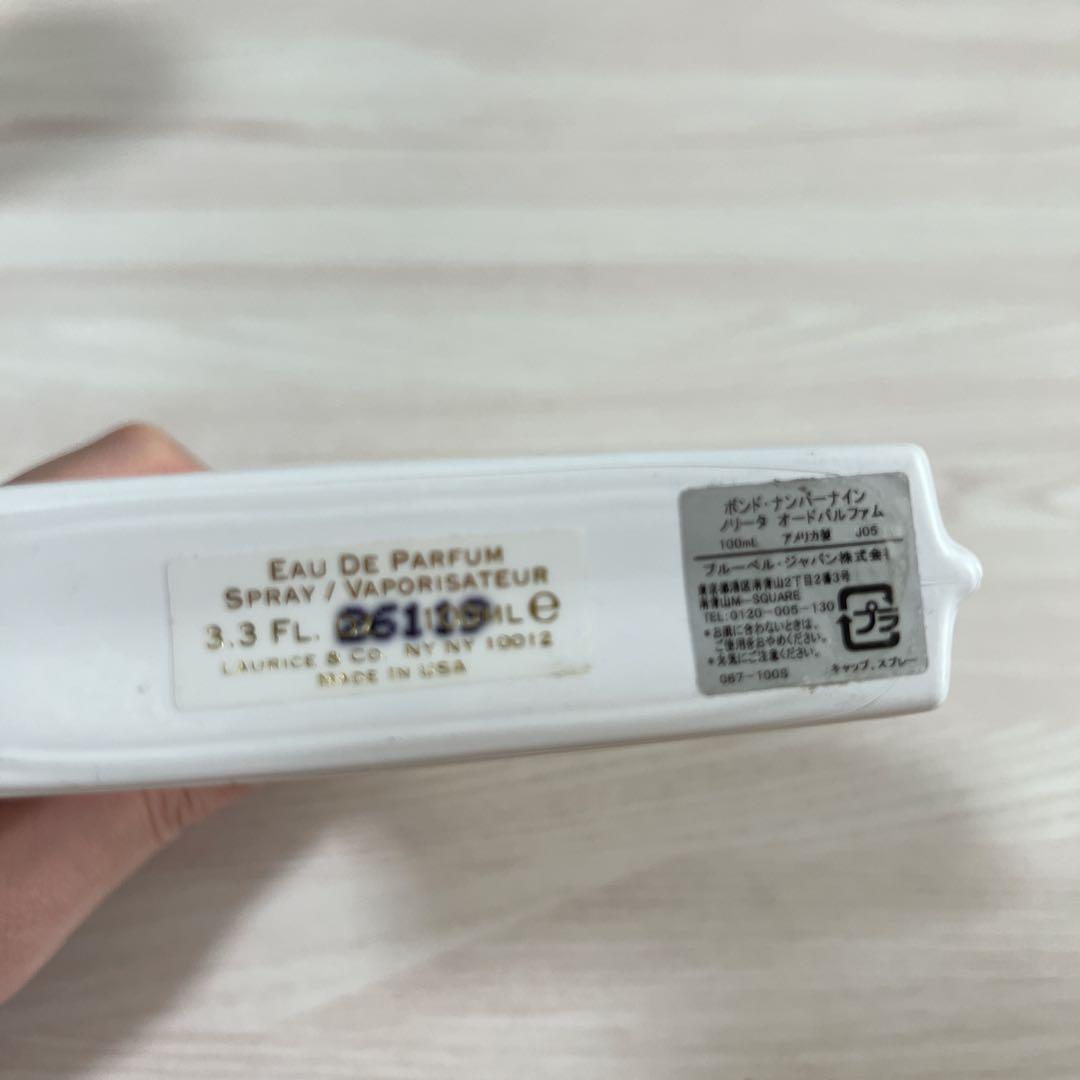 EAU DE PARFUM
SPRAY / VAPORISATEUR
3.3 FL. 100ML e
26119
LAURICE & CO. NY NY 10012
MADE IN USA
ボンド・ナンバーナイン
ノリータ オードパルファム
100mL アメリカ製 J05
ブルーベル・ジャパン株式会社
東京都港区南青山2丁目2番3号
南青山M-SQUARE
TEL:0120-005-130
*お肌に合わないときは、
ご使用をおやめください。
*火気にご注意ください。
プラ
キャップ、スプレー
067-100S